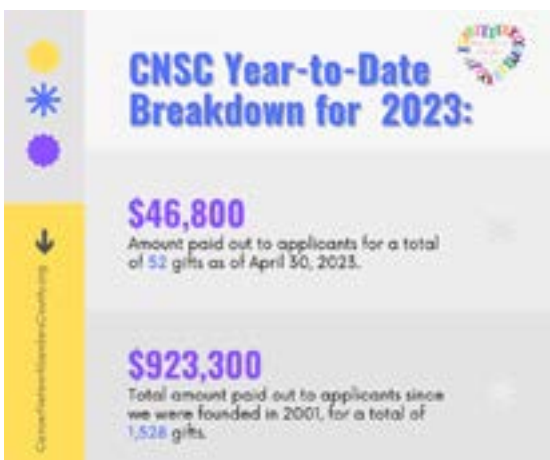 CNSC Year-to-Date
Breakdown for 2023:
$46,800
Amount paid out to applicants for a total
of 52 gifts as of April 30, 2023.
$923,300
Total amount paid out to applicants since
we were founded in 2001, for a total of
1,528 gifts.